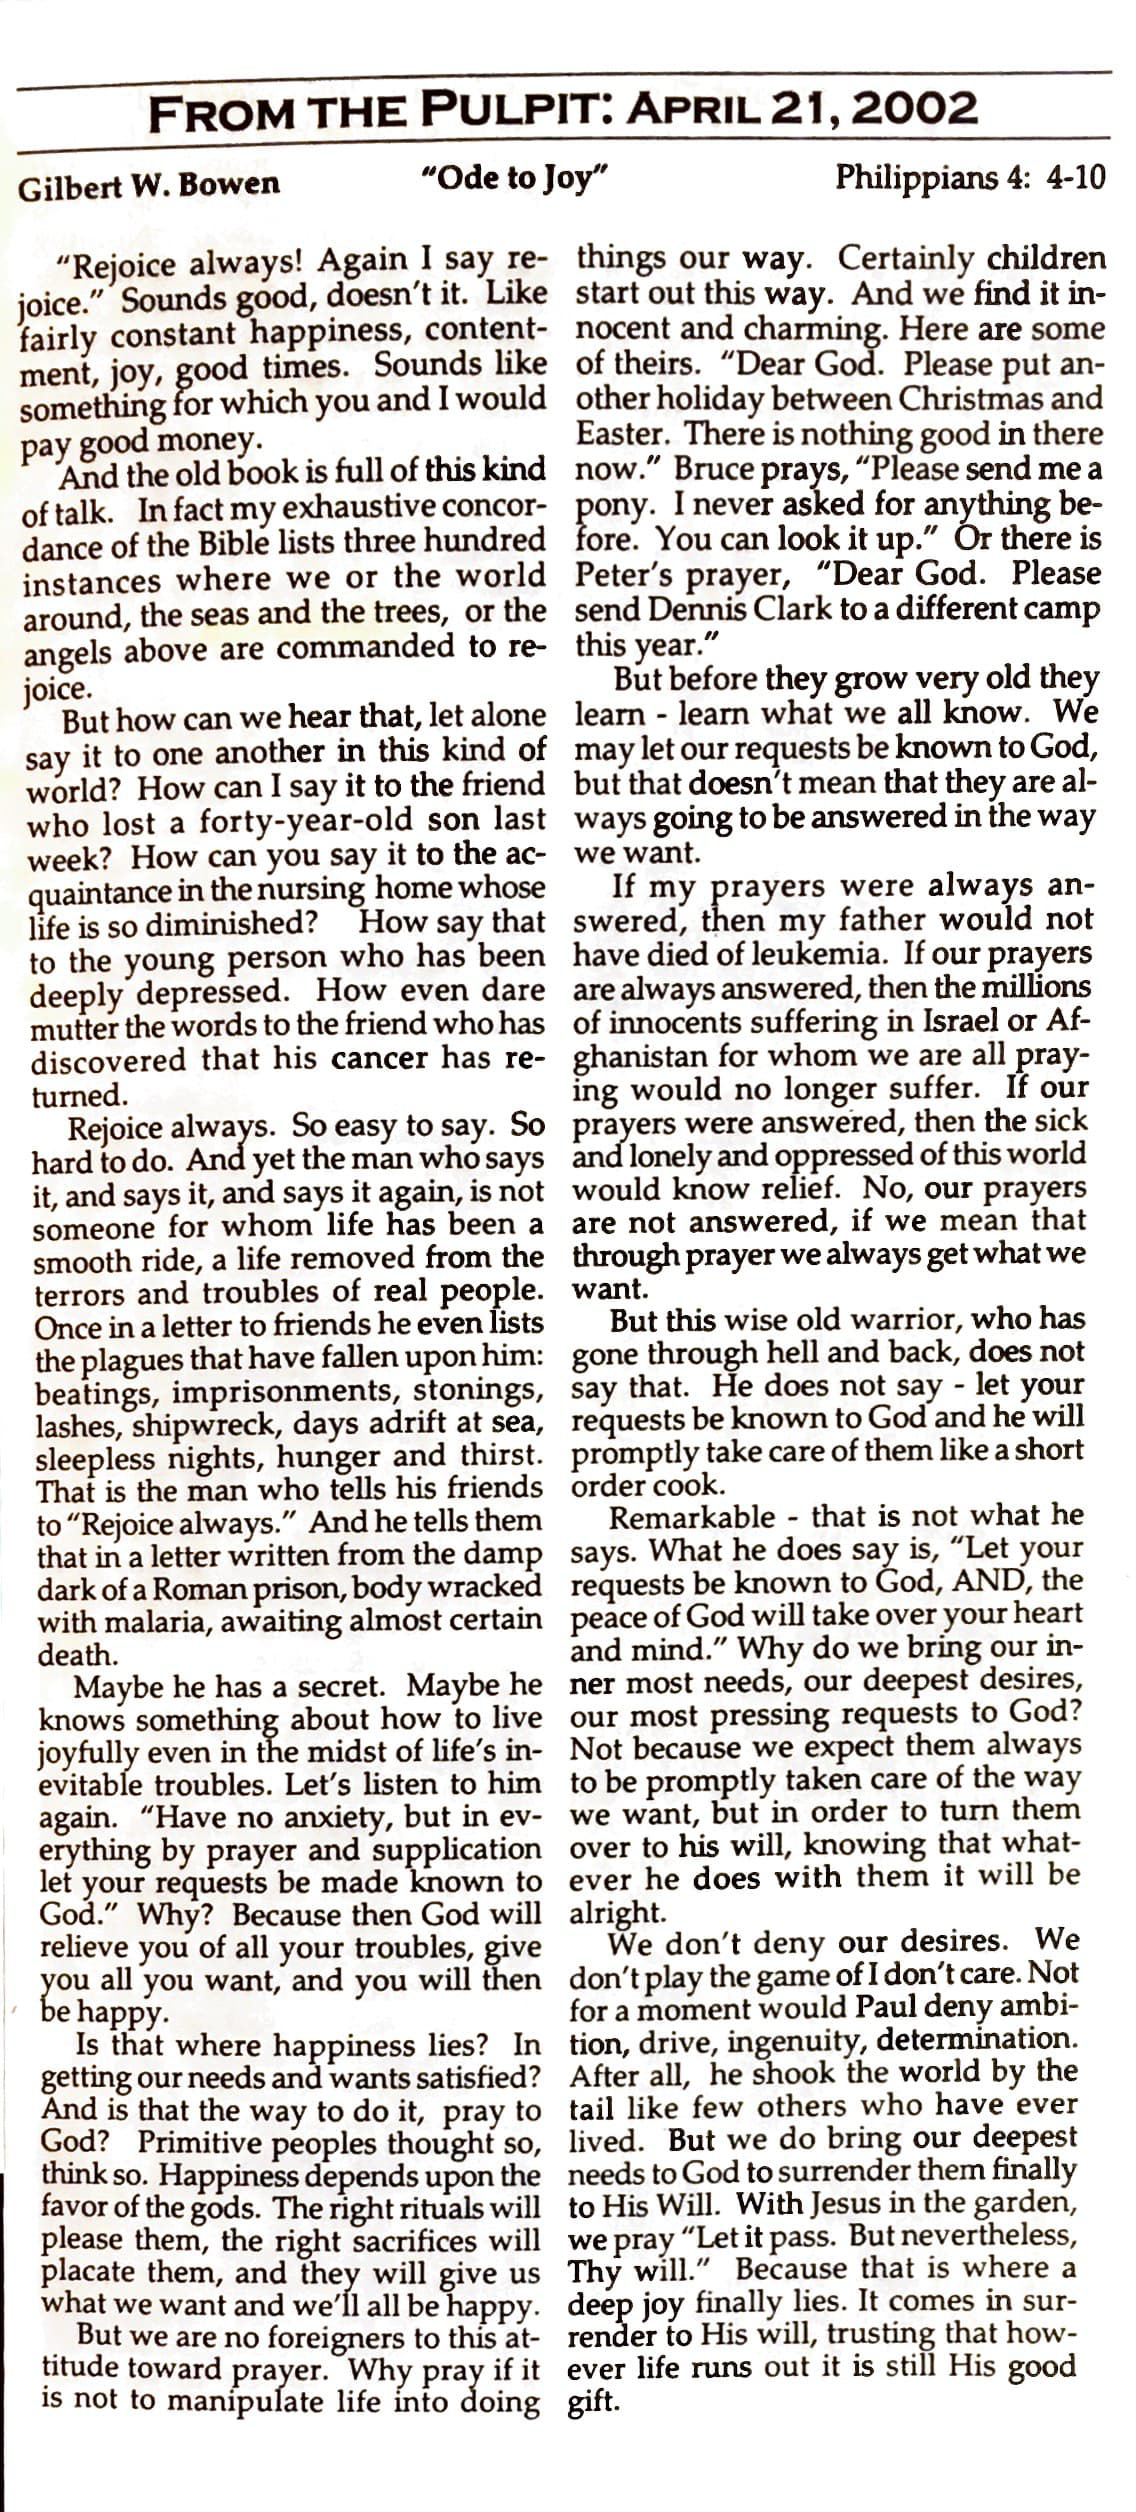 FROM THE PULPIT: APRIL 21, 2002
Gilbert W. Bowen "Ode to Joy" Philippians 4: 4-10
"Rejoice always! Again I say re-
joice." Sounds good, doesn't it. Like
fairly constant happiness, content-
ment, joy, good times. Sounds like
something for which you and I would
pay good money.
And the old book is full of this kind
of talk. In fact my exhaustive concor-
dance of the Bible lists three hundred
instances where we or the world
around, the seas and the trees, or the
angels above are commanded to re-
joice.
But how can we hear that, let alone
say it to one another in this kind of
world? How can I say it to the friend
who lost a forty-year-old son last
week? How can you say it to the ac-
quaintance in the nursing home whose
life is so diminished? How say that
to the young person who has been
deeply depressed. How even dare
mutter the words to the friend who has
discovered that his cancer has re-
turned.
Rejoice always. So easy to say. So
hard to do. And yet the man who says
it, and says it, and says it again, is not
someone for whom life has been a
smooth ride, a life removed from the
terrors and troubles of real people.
Once in a letter to friends he even lists
the plagues that have fallen upon him:
beatings, imprisonments, stonings,
lashes, shipwreck, days adrift at sea,
sleepless nights, hunger and thirst.
That is the man who tells his friends
to "Rejoice always." And he tells them
that in a letter written from the damp
dark of a Roman prison, body wracked
with malaria, awaiting almost certain
death.
Maybe he has a secret. Maybe he
knows something about how to live
joyfully even in the midst of life's in-
evitable troubles. Let's listen to him
again. "Have no anxiety, but in ev-
erything by prayer and supplication
let your requests be made known to
God." Why? Because then God will
relieve you of all your troubles, give
you all you want, and you will then
be happy.
Is that where happiness lies? In
getting our needs and wants satisfied?
And is that the way to do it, pray to
God? Primitive peoples thought so,
think so. Happiness depends upon the
favor of the gods. The right rituals will
please them, the right sacrifices will
placate them, and they will give us
what we want and we'll all be happy.
But we are no foreigners to this at-
titude toward prayer. Why pray if it
is not to manipulate life into doing
things our way. Certainly children
start out this way. And we find it in-
nocent and charming. Here are some
of theirs. "Dear God. Please put an-
other holiday between Christmas and
Easter. There is nothing good in there
now." Bruce prays, "Please send me a
pony. I never asked for anything be-
fore. You can look it up." Or there is
Peter's prayer, "Dear God. Please
send Dennis Clark to a different camp
this year."
But before they grow very old they
learn - learn what we all know. We
may let our requests be known to God,
but that doesn't mean that they are al-
ways going to be answered in the way
we want.
If my prayers were always an-
swered, then my father would not
have died of leukemia. If our prayers
are always answered, then the millions
of innocents suffering in Israel or Af-
ghanistan for whom we are all pray-
ing would no longer suffer. If our
prayers were answered, then the sick
and lonely and oppressed of this world
would know relief. No, our prayers
are not answered, if we mean that
through prayer we always get what we
want.
But this wise old warrior, who has
gone through hell and back, does not
say that. He does not say - let your
requests be known to God and he will
promptly take care of them like a short
order cook.
Remarkable - that is not what he
says. What he does say is, "Let your
requests be known to God, AND, the
peace of God will take over your heart
and mind." Why do we bring our in-
ner most needs, our deepest desires,
our most pressing requests to God?
Not because we expect them always
to be promptly taken care of the way
we want, but in order to turn them
over to his will, knowing that what-
ever he does with them it will be
alright.
We don't deny our desires. We
don't play the game of I don't care. Not
for a moment would Paul deny ambi-
tion, drive, ingenuity, determination.
After all, he shook the world by the
tail like few others who have ever
lived. But we do bring our deepest
needs to God to surrender them finally
to His Will. With Jesus in the garden,
we pray "Let it pass. But nevertheless,
Thy will." Because that is where a
deep joy finally lies. It comes in sur-
render to His will, trusting that how-
ever life runs out it is still His good
gift.